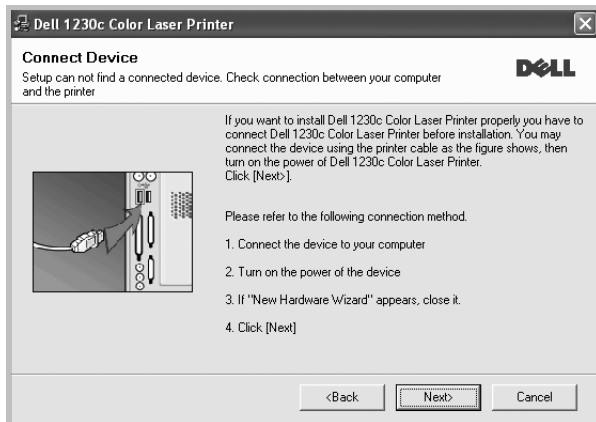 Dell 1230c Color Laser Printer
Connect Device
Setup can not find a connected device. Check connection between your computer
and the printer
DELL
If you want to install Dell 1230c Color Laser Printer properly you have to
connect Dell 1230c Color Laser Printer before installation. You may
connect the device using the printer cable as the figure shows, then
turn on the power of Dell 1230c Color Laser Printer.
Click [Next>].
Please refer to the following connection method.
1. Connect the device to your computer
2. Turn on the power of the device
3. If "New Hardware Wizard" appears, close it.
4. Click [Next]
<Back
Next>
Cancel